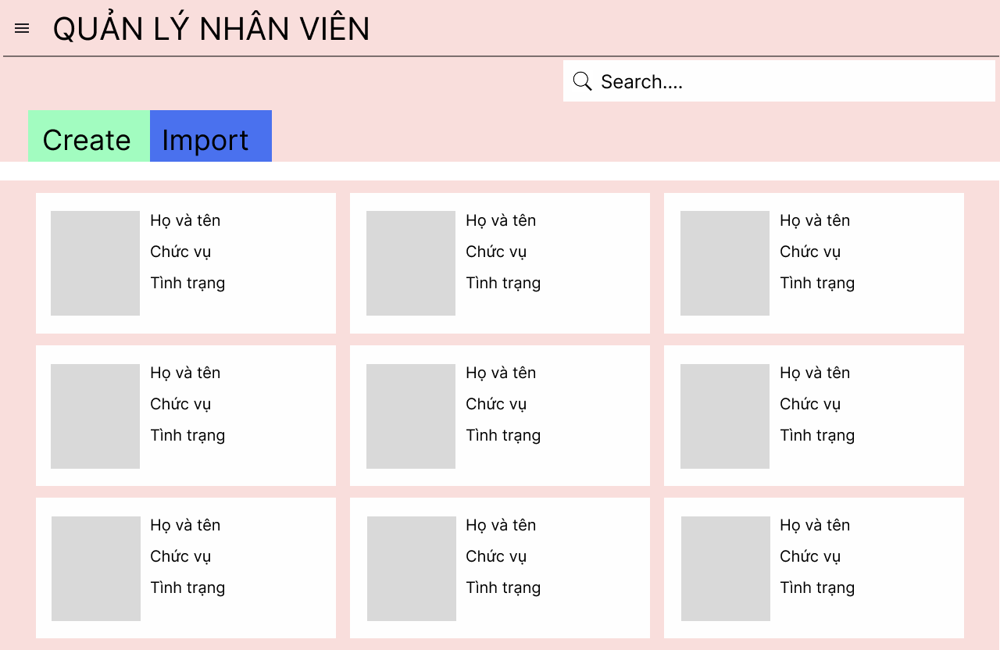 QUẢN LÝ NHÂN VIÊN
Search....
Create
Import
Họ và tên
Chức vụ
Tình trạng
Họ và tên
Chức vụ
Tình trạng
Họ và tên
Chức vụ
Tình trạng
Họ và tên
Chức vụ
Tình trạng
Họ và tên
Chức vụ
Tình trạng
Họ và tên
Chức vụ
Tình trạng
Họ và tên
Chức vụ
Tình trạng
Họ và tên
Chức vụ
Tình trạng
Họ và tên
Chức vụ
Tình trạng